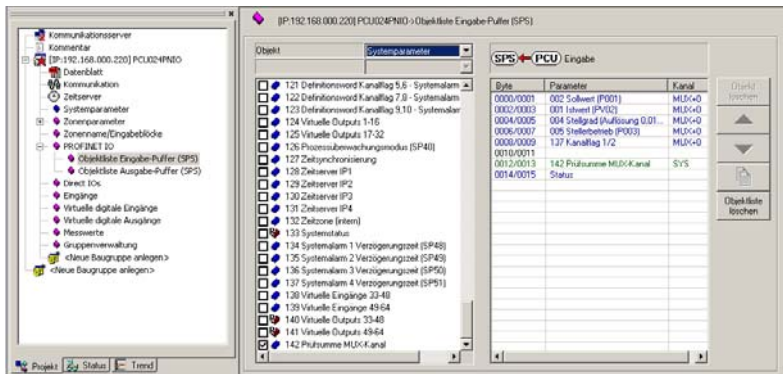 Kommunikationsserver
Kommentar
[IP:192.168.000.220] PCU024PNIO
Datenblatt
Kommunikation
Zeitserver
Systemparameter
Zonenparameter
Zonenname/Eingabeblöcke
PROFINET IO
Objektliste Eingabe-Puffer (SPS)
Objektliste Ausgabe-Puffer (SPS)
Direct IOs
Eingänge
Virtuelle digitale Eingänge
Virtuelle digitale Ausgänge
Messwerte
Gruppenverwaltung
<Neue Baugruppe anlegen>
<Neue Baugruppe anlegen>
Projekt
Status
Trend
[IP:192.168.000.220] PCU024PNIO->Objektliste Eingabe-Puffer (SPS)
Objekt
Systemparameter
121 Definitionsword Kanalflag 5,6 - Systemalarm
122 Definitionsword Kanalflag 7,8 - Systemalarm
123 Definitionsword Kanalflag 9,10 - Systemalarm
124 Virtuelle Outputs 1-16
125 Virtuelle Outputs 17-32
126 Prozessüberwachungsmodus (SP40)
127 Zeitsynchronisierung
128 Zeitserver IP1
129 Zeitserver IP2
130 Zeitserver IP3
131 Zeitserver IP4
132 Zeitzone (intern)
133 Systemstatus
134 Systemalarm 1 Verzögerungszeit (SP48)
135 Systemalarm 2 Verzögerungszeit (SP49)
136 Systemalarm 3 Verzögerungszeit (SP50)
137 Systemalarm 4 Verzögerungszeit (SP51)
138 Virtuelle Eingänge 33-48
139 Virtuelle Eingänge 49-64
140 Virtuelle Outputs 33-48
141 Virtuelle Outputs 49-64
142 Prüfsumme MUX-Kanal
SPS PCU Eingabe
Byte Parameter Kanal
0000/0001 002 Sollwert (P001) MUX+0
0002/0003 001 Istwert (PV02) MUX+0
0004/0005 004 Stellgrad (Auflösung 0,01... MUX+0
0006/0007 005 Stellerbetrieb (P003) MUX+0
0008/0009 137 Kanalflag 1/2 MUX+0
0010/0011
0012/0013 142 Prüfsumme MUX-Kanal SYS
0014/0015 Status
Objekt löschen
Objektliste löschen